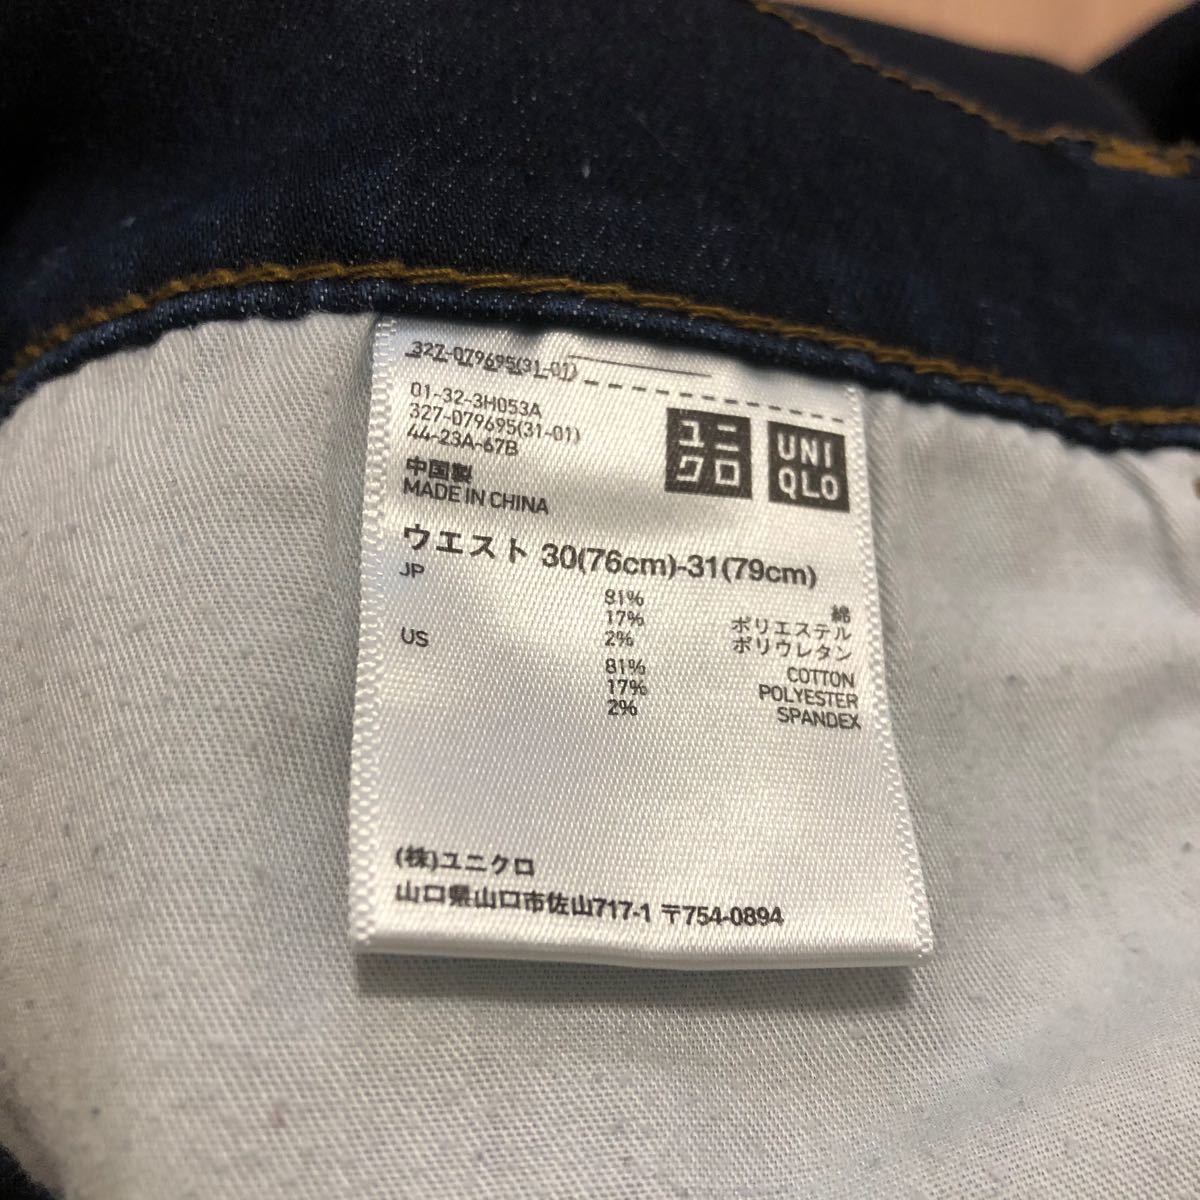 327-079695(31-01)
01-32-3H053A
327-079695(31-01)
44-23A-67B
ユニ
クロ
UNI
QLO
中国製
MADE IN CHINA
ウエスト 30(76cm)-31(79cm)
JP
81% 綿
17% ポリエステル
2% ポリウレタン
US
81% COTTON
17% POLYESTER
2% SPANDEX
(株)ユニクロ
山口県山口市佐山717-1 〒754-0894